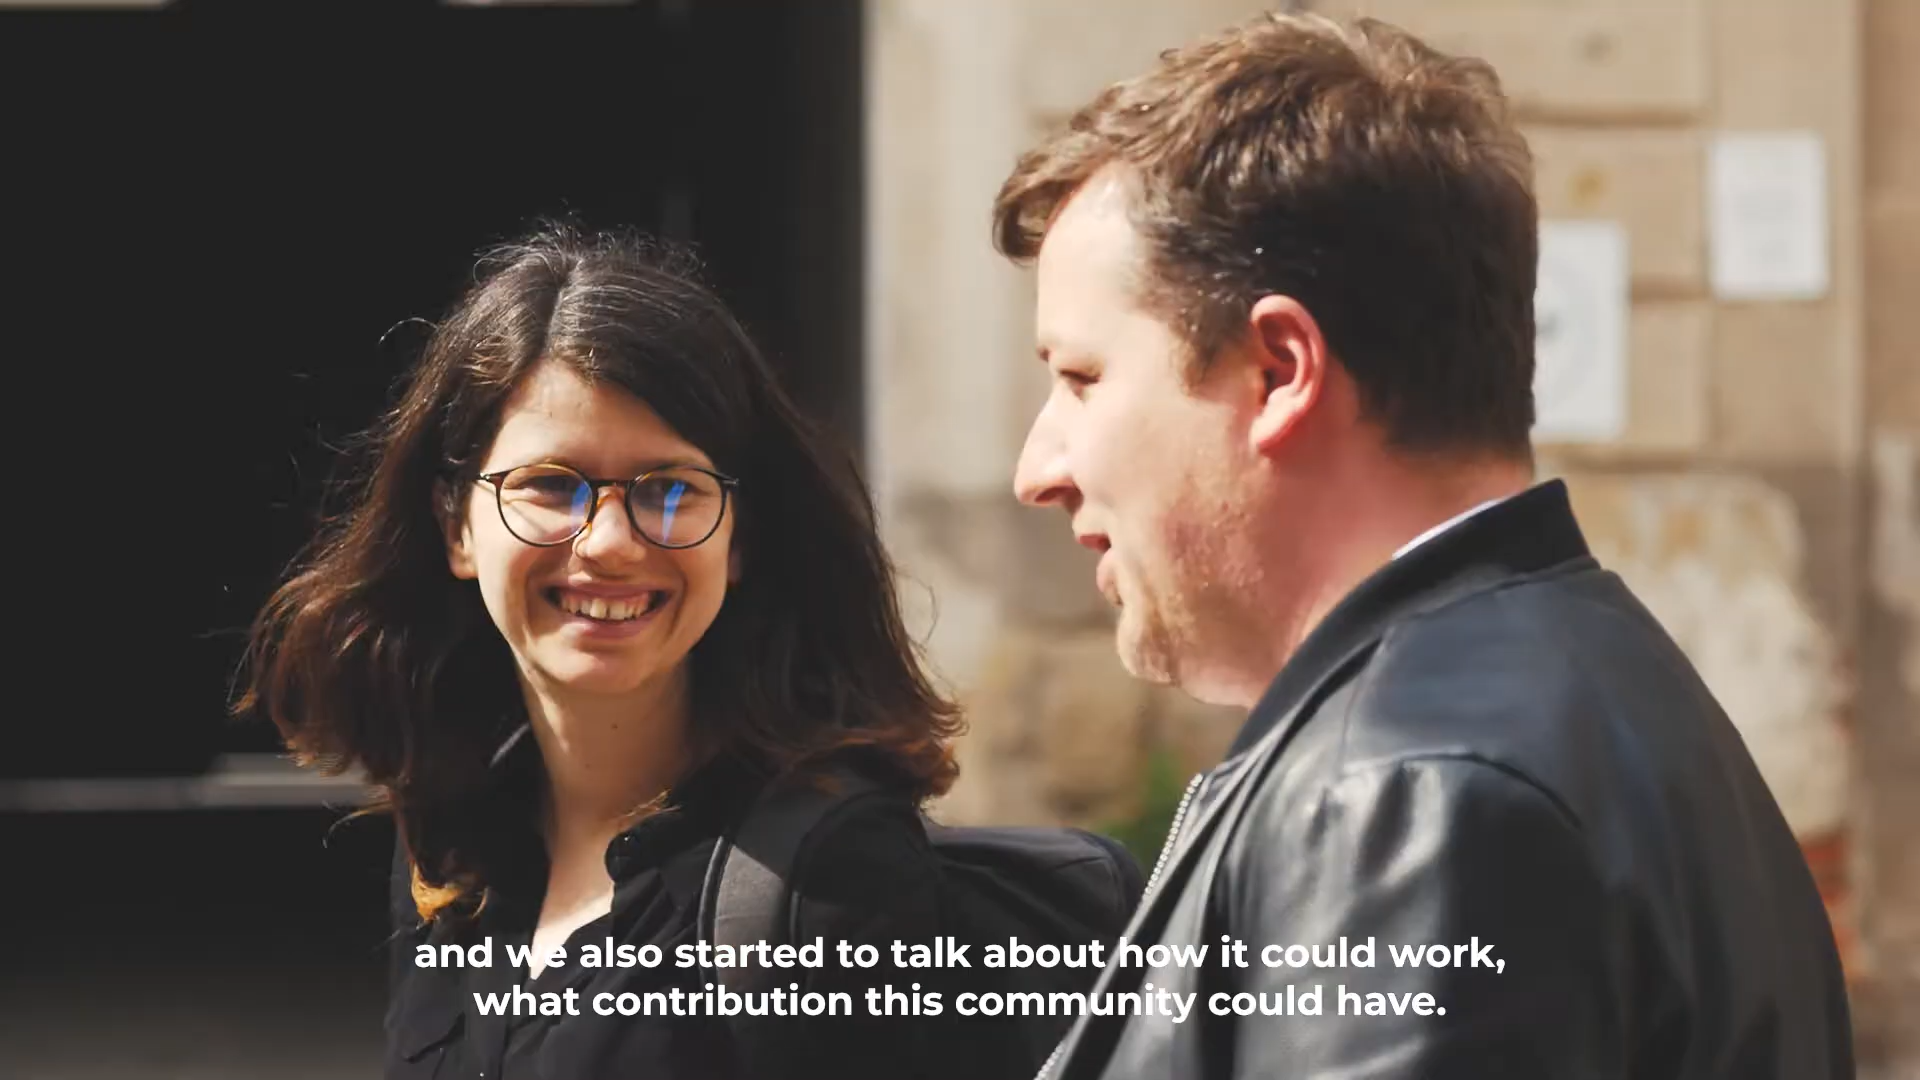 and we also started to talk about how it could work,
what contribution this community could have.